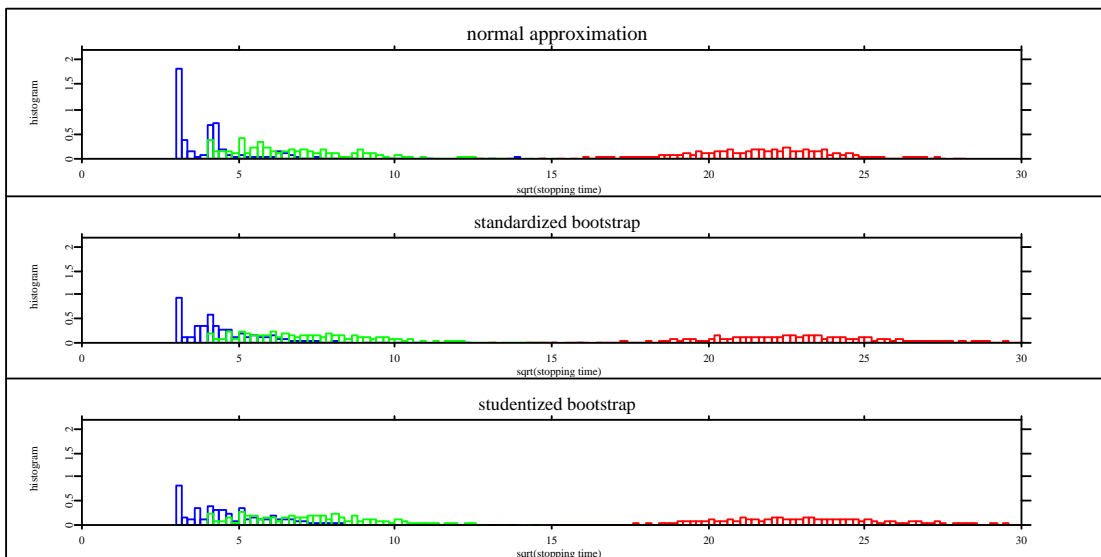 normal approximation
histogram
0 0,5 1 1,5 2
0 5 10 15 20 25 30
sqrt(stopping time)
standardized bootstrap
histogram
0 0,5 1 1,5 2
0 5 10 15 20 25 30
sqrt(stopping time)
studentized bootstrap
histogram
0 0,5 1 1,5 2
0 5 10 15 20 25 30
sqrt(stopping time)